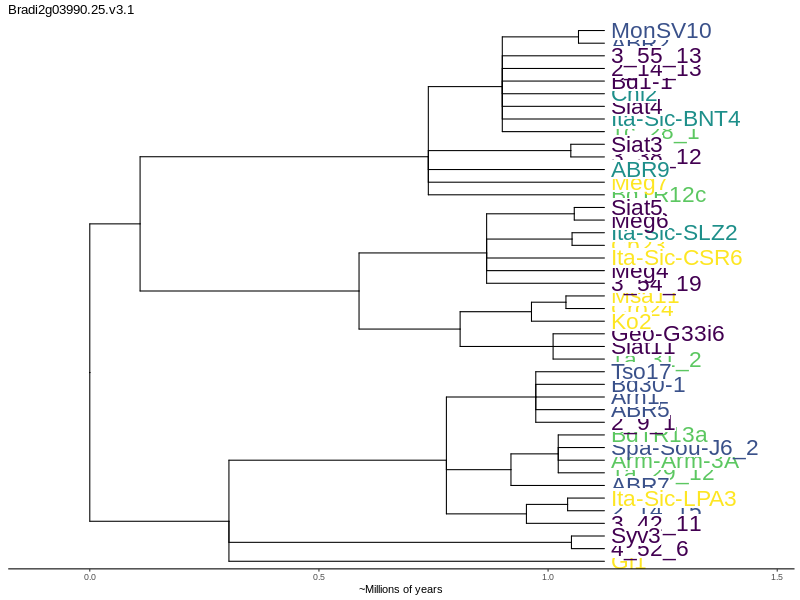 Bradi2g03990.25.v3.1
MonSV10
ABR2
3_55_13
2_14_13
Bd1-1
Siat4
Ita-Sic-BNT4
Siat3
ABR9
Meg7
BdTR12c
Siat5
Meg6
Ita-Sic-SLZ2
Ita-Sic-CSR6
Meg4
3_54_19
Msa11
Ko2
Geo-G33i6
Siat11
Tso17
Bd30-1
Arn1
ABR5
2_9_1
BdTR13a
Spa-Sou-J6_2
Arm-Arm-3A
ABR7
Ita-Sic-LPA3
3_42_11
Syv3
4_52_6
0.0 0.5 1.0 1.5
~Millions of years